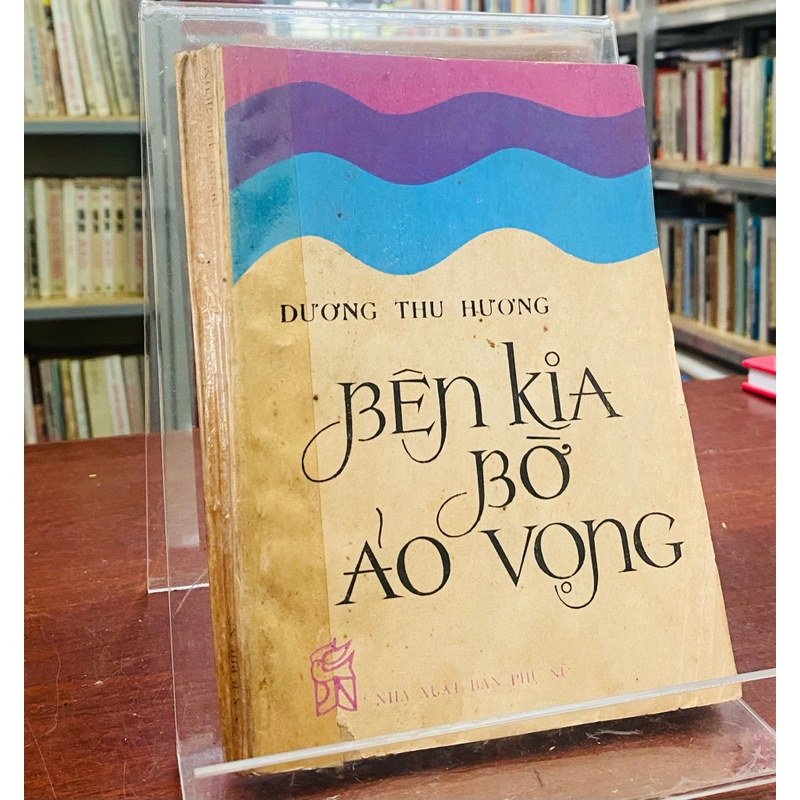 DƯƠNG THU HƯƠNG
BÊN KIA
BỜ
ẢO VỌNG
NHÀ XUẤT BẢN PHỤ NỮ